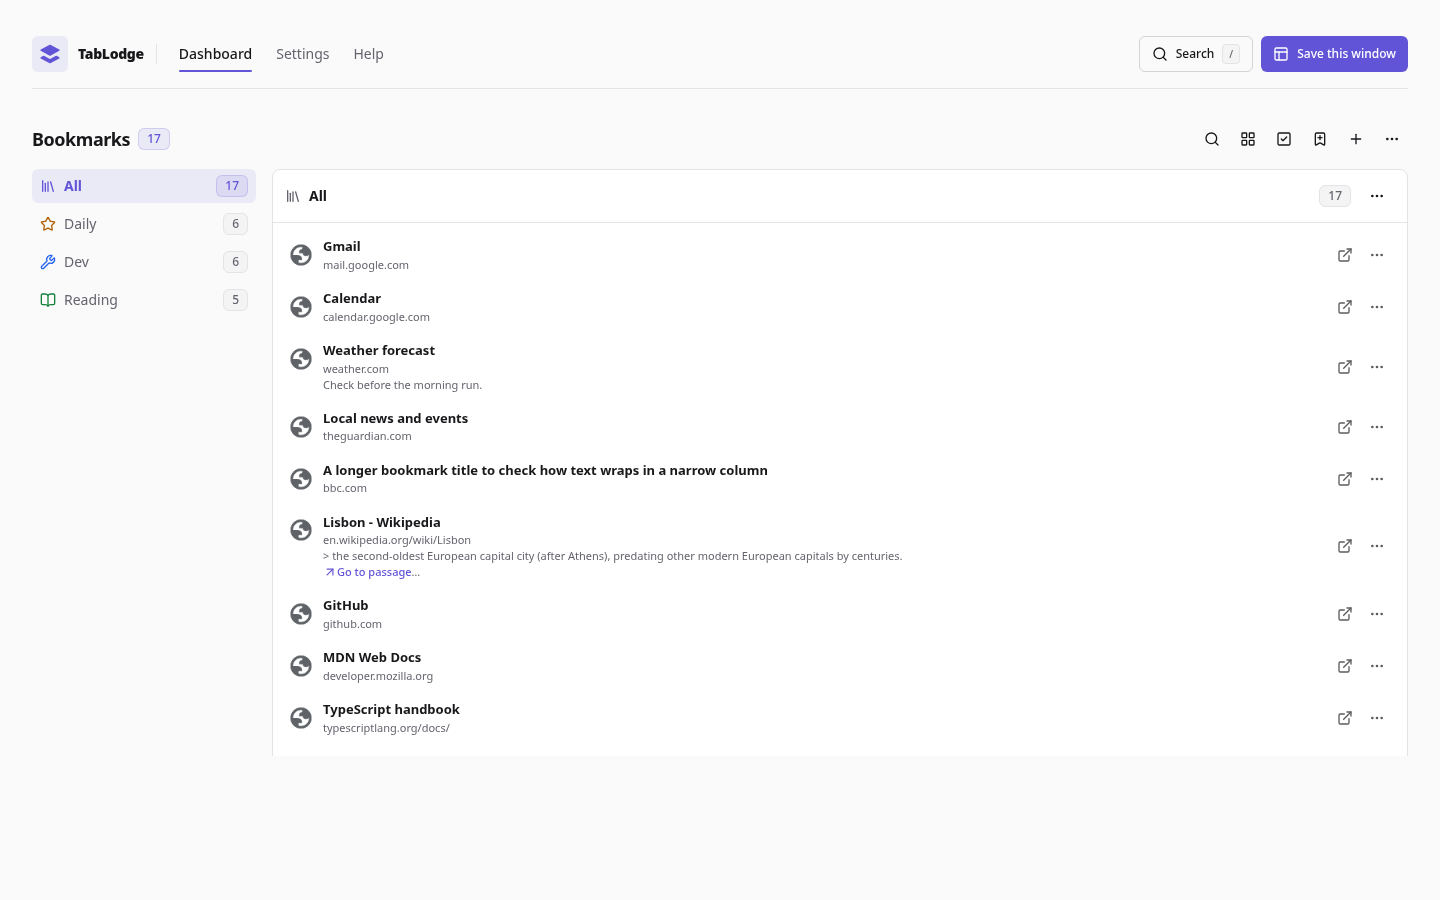 TabLodge
Dashboard Settings Help
Search /
Save this window
Bookmarks 17
All 17
Daily 6
Dev 6
Reading 5
All 17
Gmail
mail.google.com
Calendar
calendar.google.com
Weather forecast
weather.com
Check before the morning run.
Local news and events
theguardian.com
A longer bookmark title to check how text wraps in a narrow column
bbc.com
Lisbon - Wikipedia
en.wikipedia.org/wiki/Lisbon
> the second-oldest European capital city (after Athens), predating other modern European capitals by centuries.
Go to passage...
GitHub
github.com
MDN Web Docs
developer.mozilla.org
TypeScript handbook
typescriptlang.org/docs/